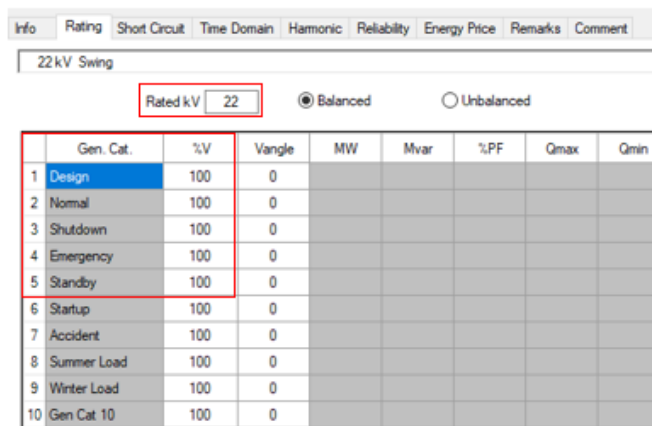 Info Rating Short Circuit Time Domain Harmonic Reliability Energy Price Remarks Comment
22 kV Swing
Rated kV 22 Balanced Unbalanced
Gen. Cat. %V Vangle MW Mvar %PF Qmax Qmin
1 Design 100 0
2 Normal 100 0
3 Shutdown 100 0
4 Emergency 100 0
5 Standby 100 0
6 Startup 100 0
7 Accident 100 0
8 Summer Load 100 0
9 Winter Load 100 0
10 Gen Cat 10 100 0